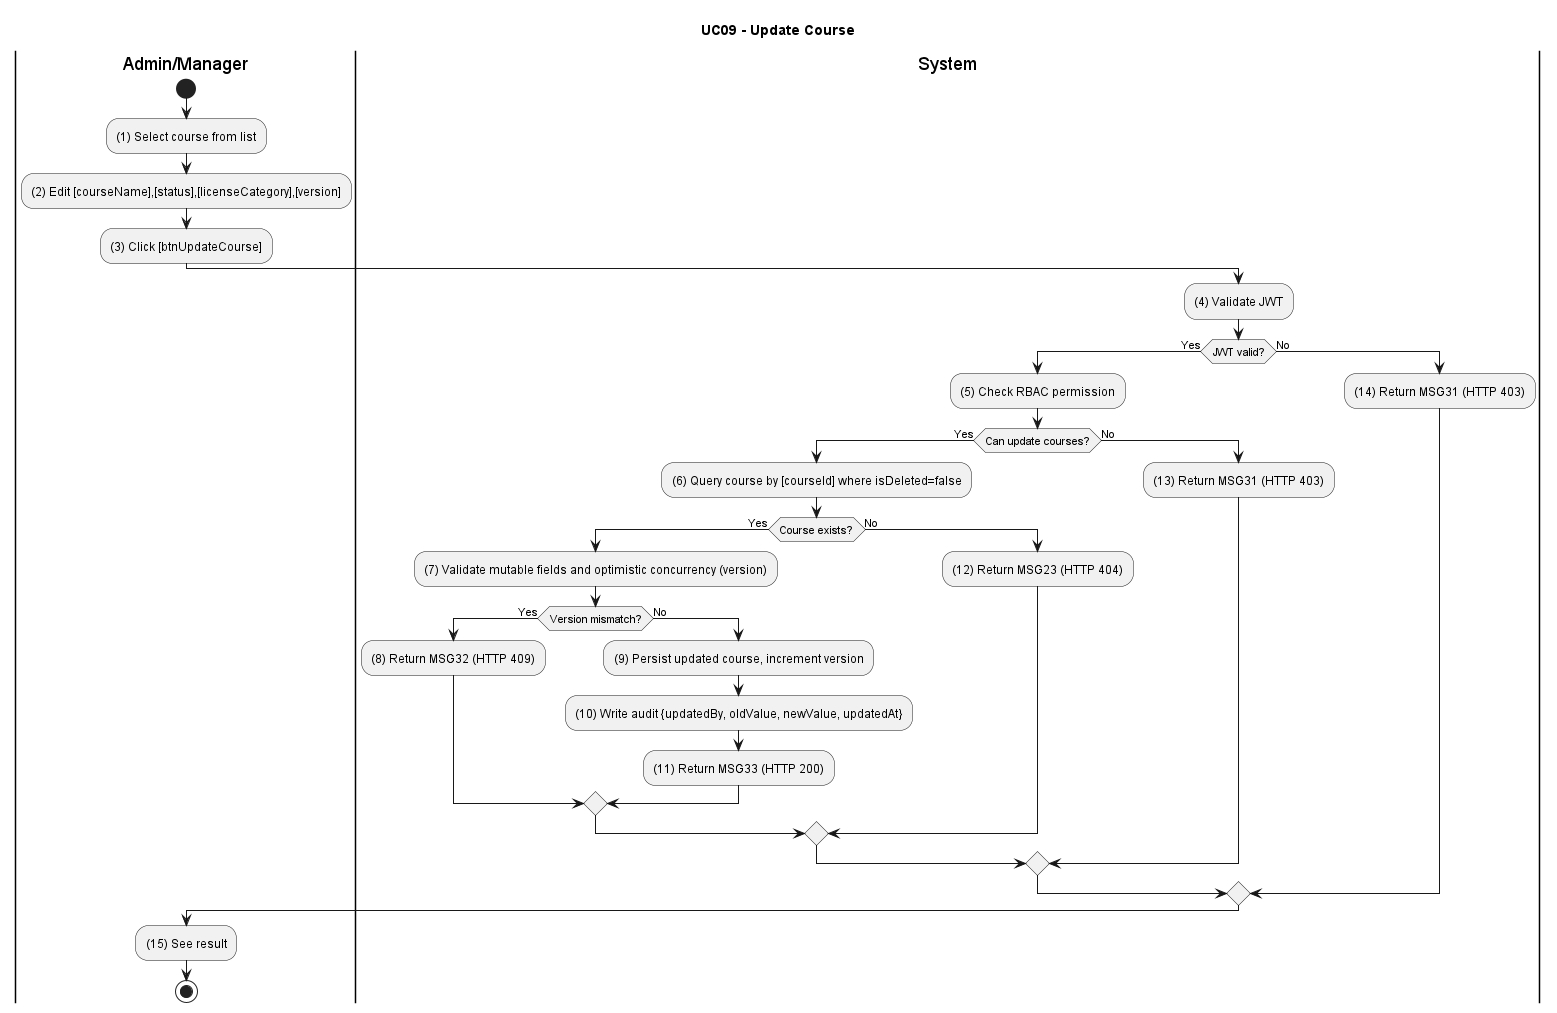 UC09 - Update Course
Admin/Manager
System
(1) Select course from list
(2) Edit [courseName],[status],[licenseCategory],[version]
(3) Click [btnUpdateCourse]
(4) Validate JWT
Yes
JWT valid?
No
(5) Check RBAC permission
(14) Return MSG31 (HTTP 403)
Yes
Can update courses?
No
(6) Query course by [courseId] where isDeleted=false
(13) Return MSG31 (HTTP 403)
Yes
Course exists?
No
(7) Validate mutable fields and optimistic concurrency (version)
(12) Return MSG23 (HTTP 404)
Yes
Version mismatch?
No
(8) Return MSG32 (HTTP 409)
(9) Persist updated course, increment version
(10) Write audit {updatedBy, oldValue, newValue, updatedAt}
(11) Return MSG33 (HTTP 200)
(15) See result